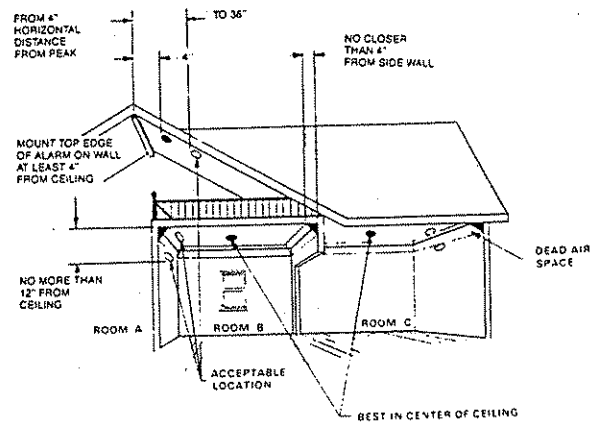 FROM 4"
HORIZONTAL
DISTANCE
FROM PEAK
TO 36"
4"
NO CLOSER
THAN 4"
FROM SIDE WALL
MOUNT TOP EDGE
OF ALARM ON WALL
AT LEAST 4"
FROM CEILING
DEAD AIR
SPACE
NO MORE THAN
12" FROM
CEILING
ROOM A
ROOM B
ROOM C
ACCEPTABLE
LOCATION
BEST IN CENTER OF CEILING